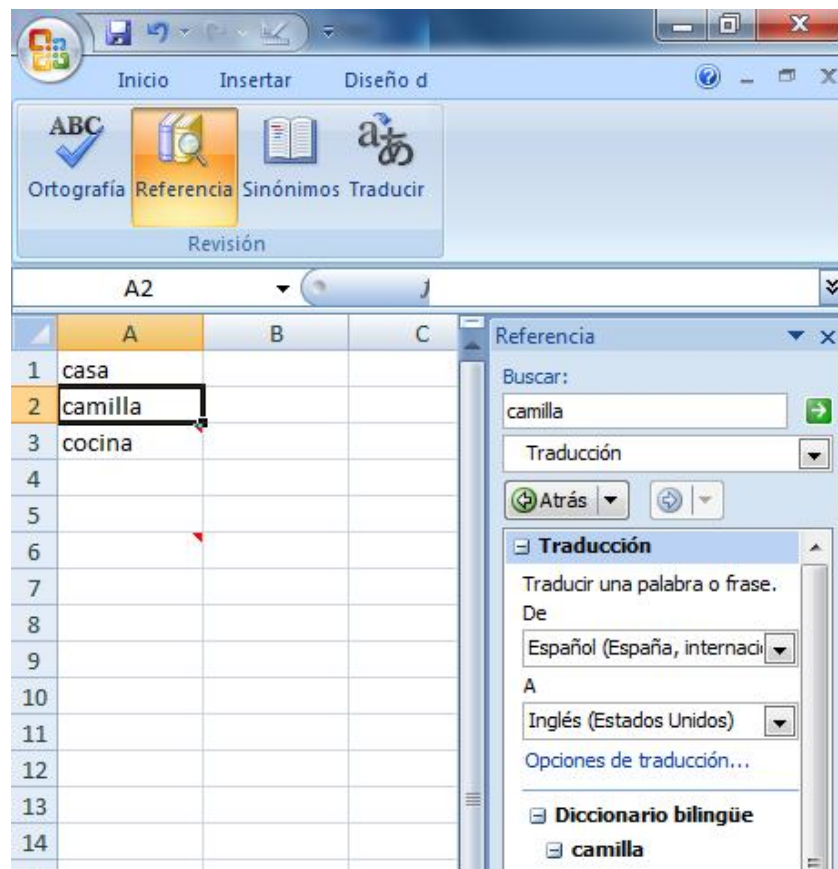 Inicio Insertar Diseño d
ABC
Ortografía Referencia Sinónimos Traducir
Revisión
A2
A B C
1 casa
2 camilla
3 cocina
4
5
6
7
8
9
10
11
12
13
14
Referencia
Buscar:
camilla
Traducción
Atrás
Traducción
Traducir una palabra o frase.
De
Español (España, internaci
A
Inglés (Estados Unidos)
Opciones de traducción...
Diccionario bilingüe
camilla